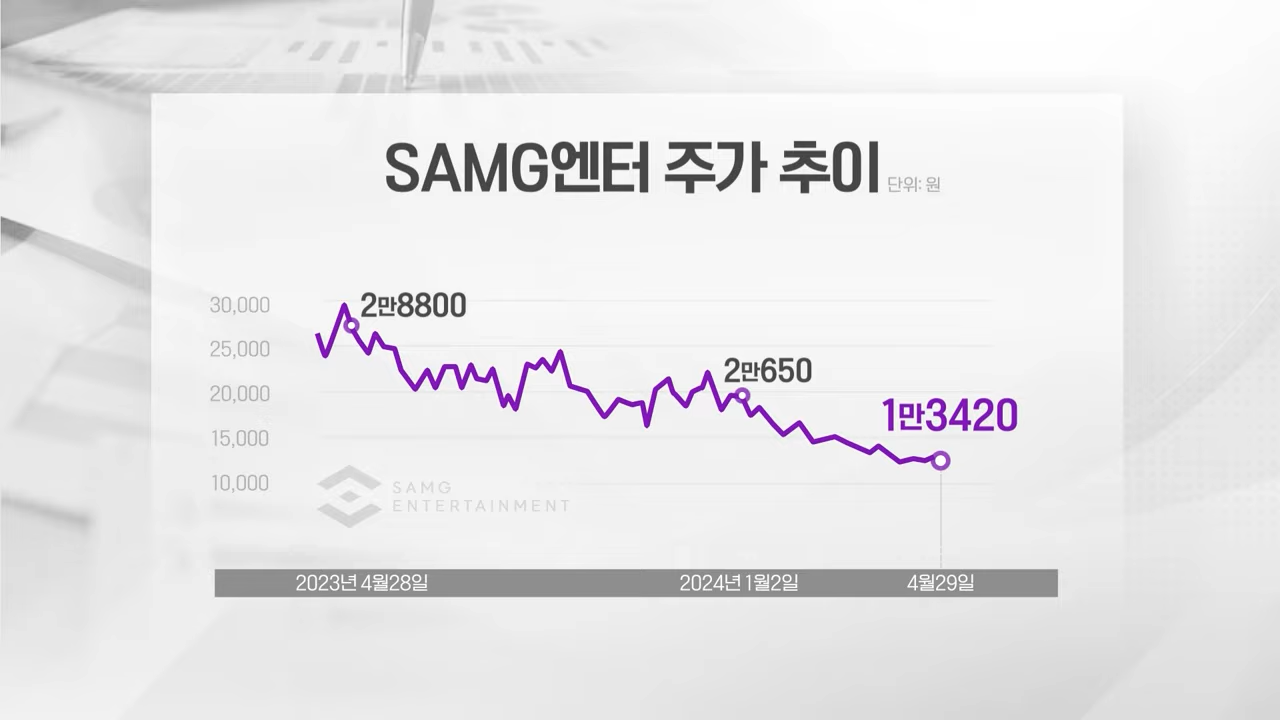 SAMG엔터 주가 추이 단위: 원
30,000
25,000
20,000
15,000
10,000
2만8800
2만650
1만3420
SAMG
ENTERTAINMENT
2023년 4월28일
2024년 1월2일
4월29일